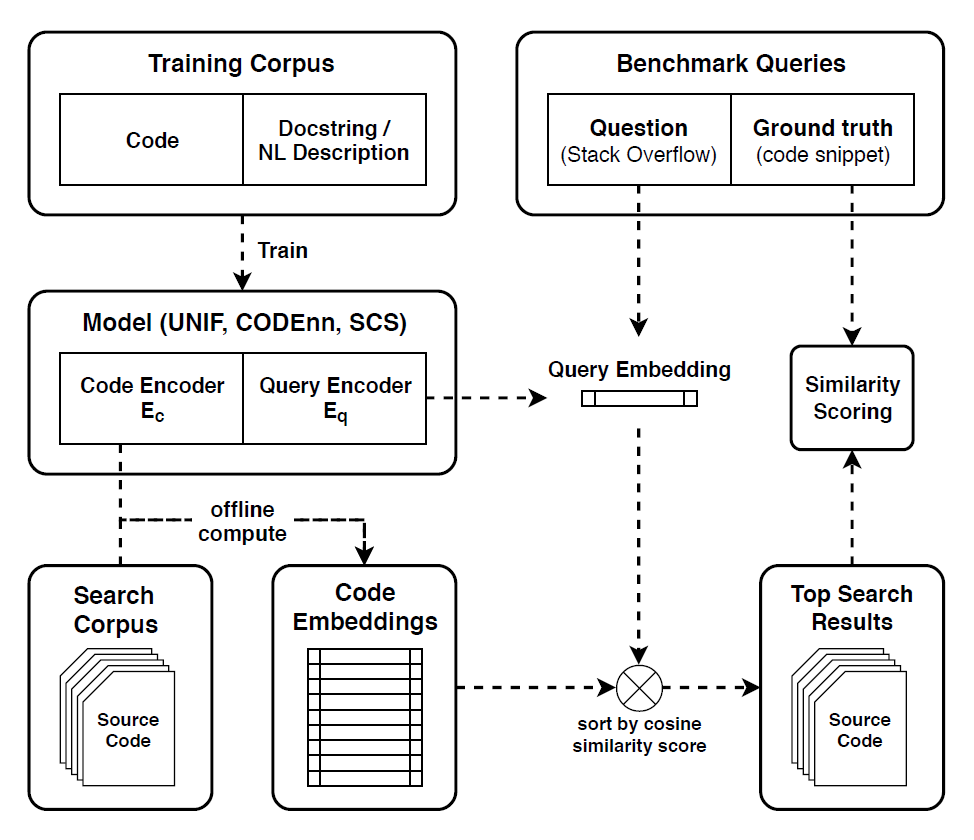 Training Corpus
Code
Docstring /
NL Description
Benchmark Queries
Question
(Stack Overflow)
Ground truth
(code snippet)
Train
Model (UNIF, CODEnn, SCS)
Code Encoder
Ec
Query Encoder
Eq
Query Embedding
Similarity
Scoring
offline
compute
Search
Corpus
Source
Code
Code
Embeddings
sort by cosine
similarity score
Top Search
Results
Source
Code